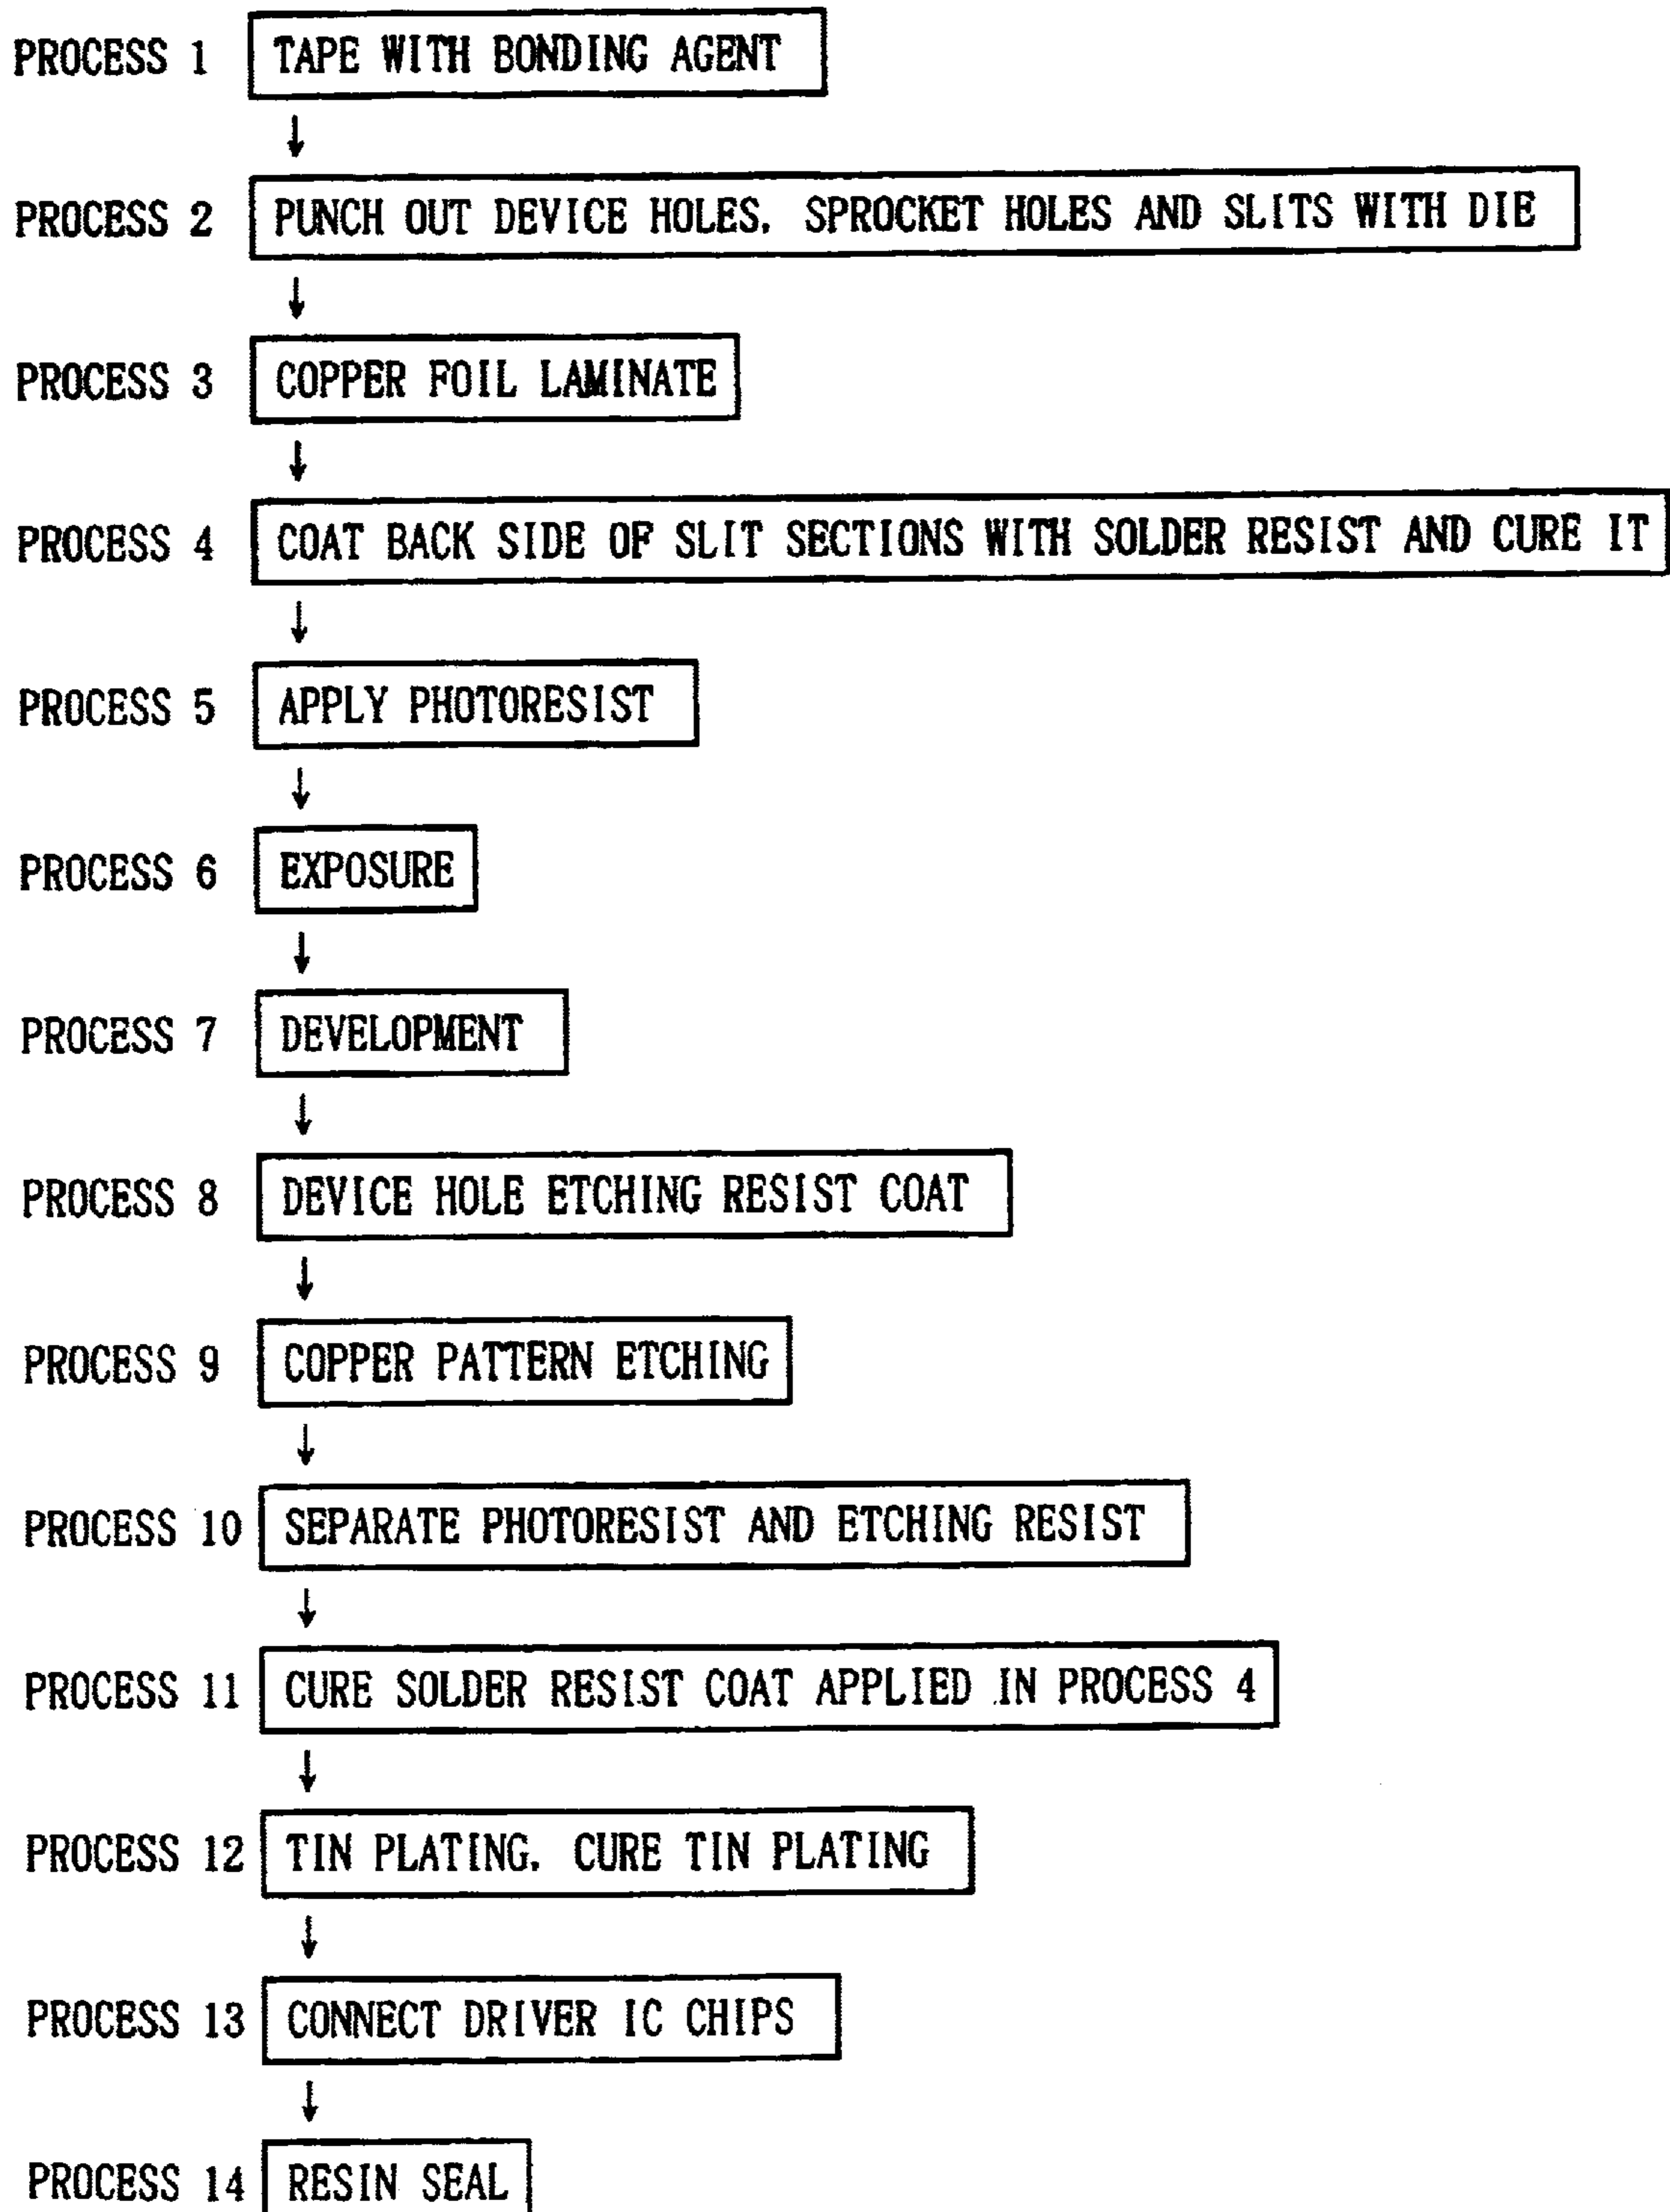 PROCESS 1 TAPE WITH BONDING AGENT
PROCESS 2 PUNCH OUT DEVICE HOLES, SPROCKET HOLES AND SLITS WITH DIE
PROCESS 3 COPPER FOIL LAMINATE
PROCESS 4 COAT BACK SIDE OF SLIT SECTIONS WITH SOLDER RESIST AND CURE IT
PROCESS 5 APPLY PHOTORESIST
PROCESS 6 EXPOSURE
PROCESS 7 DEVELOPMENT
PROCESS 8 DEVICE HOLE ETCHING RESIST COAT
PROCESS 9 COPPER PATTERN ETCHING
PROCESS 10 SEPARATE PHOTORESIST AND ETCHING RESIST
PROCESS 11 CURE SOLDER RESIST COAT APPLIED IN PROCESS 4
PROCESS 12 TIN PLATING, CURE TIN PLATING
PROCESS 13 CONNECT DRIVER IC CHIPS
PROCESS 14 RESIN SEAL